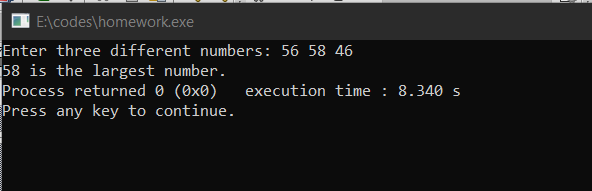 E:\codes\homework.exe
Enter three different numbers: 56 58 46
58 is the largest number.
Process returned 0 (0x0)   execution time : 8.340 s
Press any key to continue.